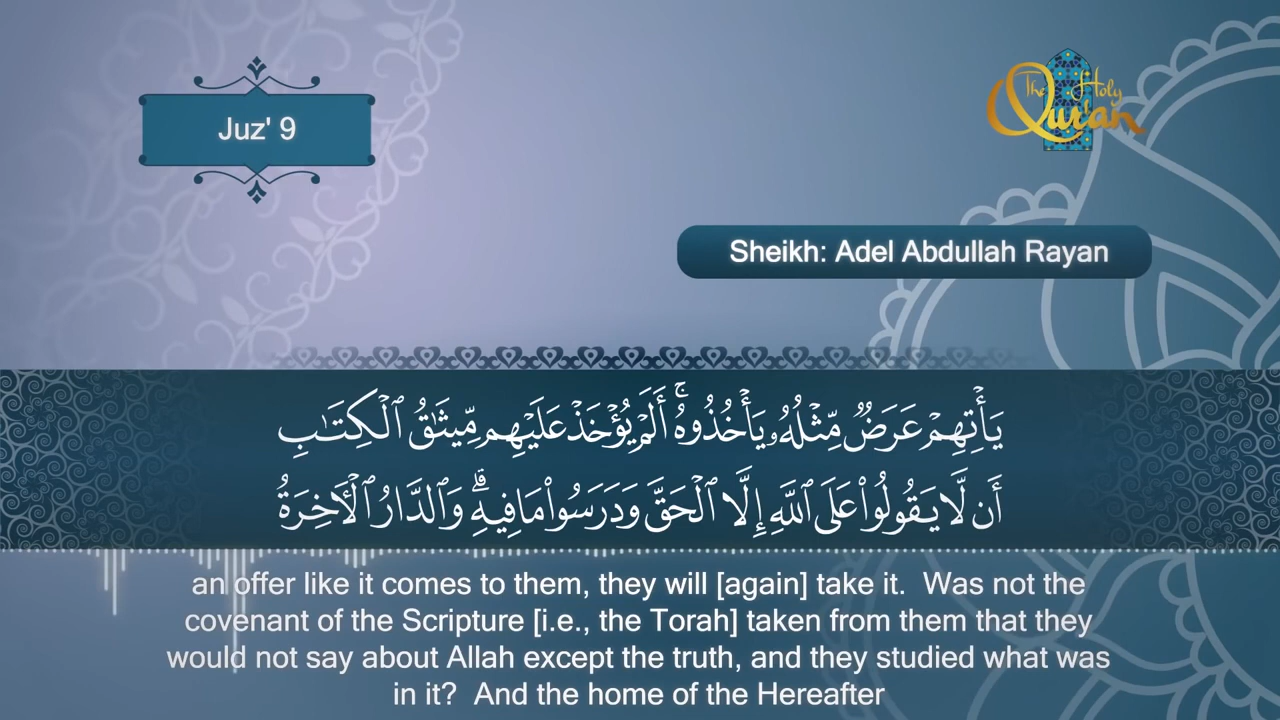 Juz' 9
The Holy
Qur'an
Sheikh: Adel Abdullah Rayan
يَأْتِهِمْ عَرَضٌ مِّثْلُهُۥ يَأْخُذُوهُ ۚ أَلَمْ يُؤْخَذْ عَلَيْهِم مِّيثَٰقُ ٱلْكِتَٰبِ
أَن لَّا يَقُولُوا۟ عَلَى ٱللَّهِ إِلَّا ٱلْحَقَّ وَدَرَسُوا۟ مَا فِيهِ ۗ وَٱلدَّارُ ٱلْءَاخِرَةُ
an offer like it comes to them, they will [again] take it.  Was not the
covenant of the Scripture [i.e., the Torah] taken from them that they
would not say about Allah except the truth, and they studied what was
in it?  And the home of the Hereafter